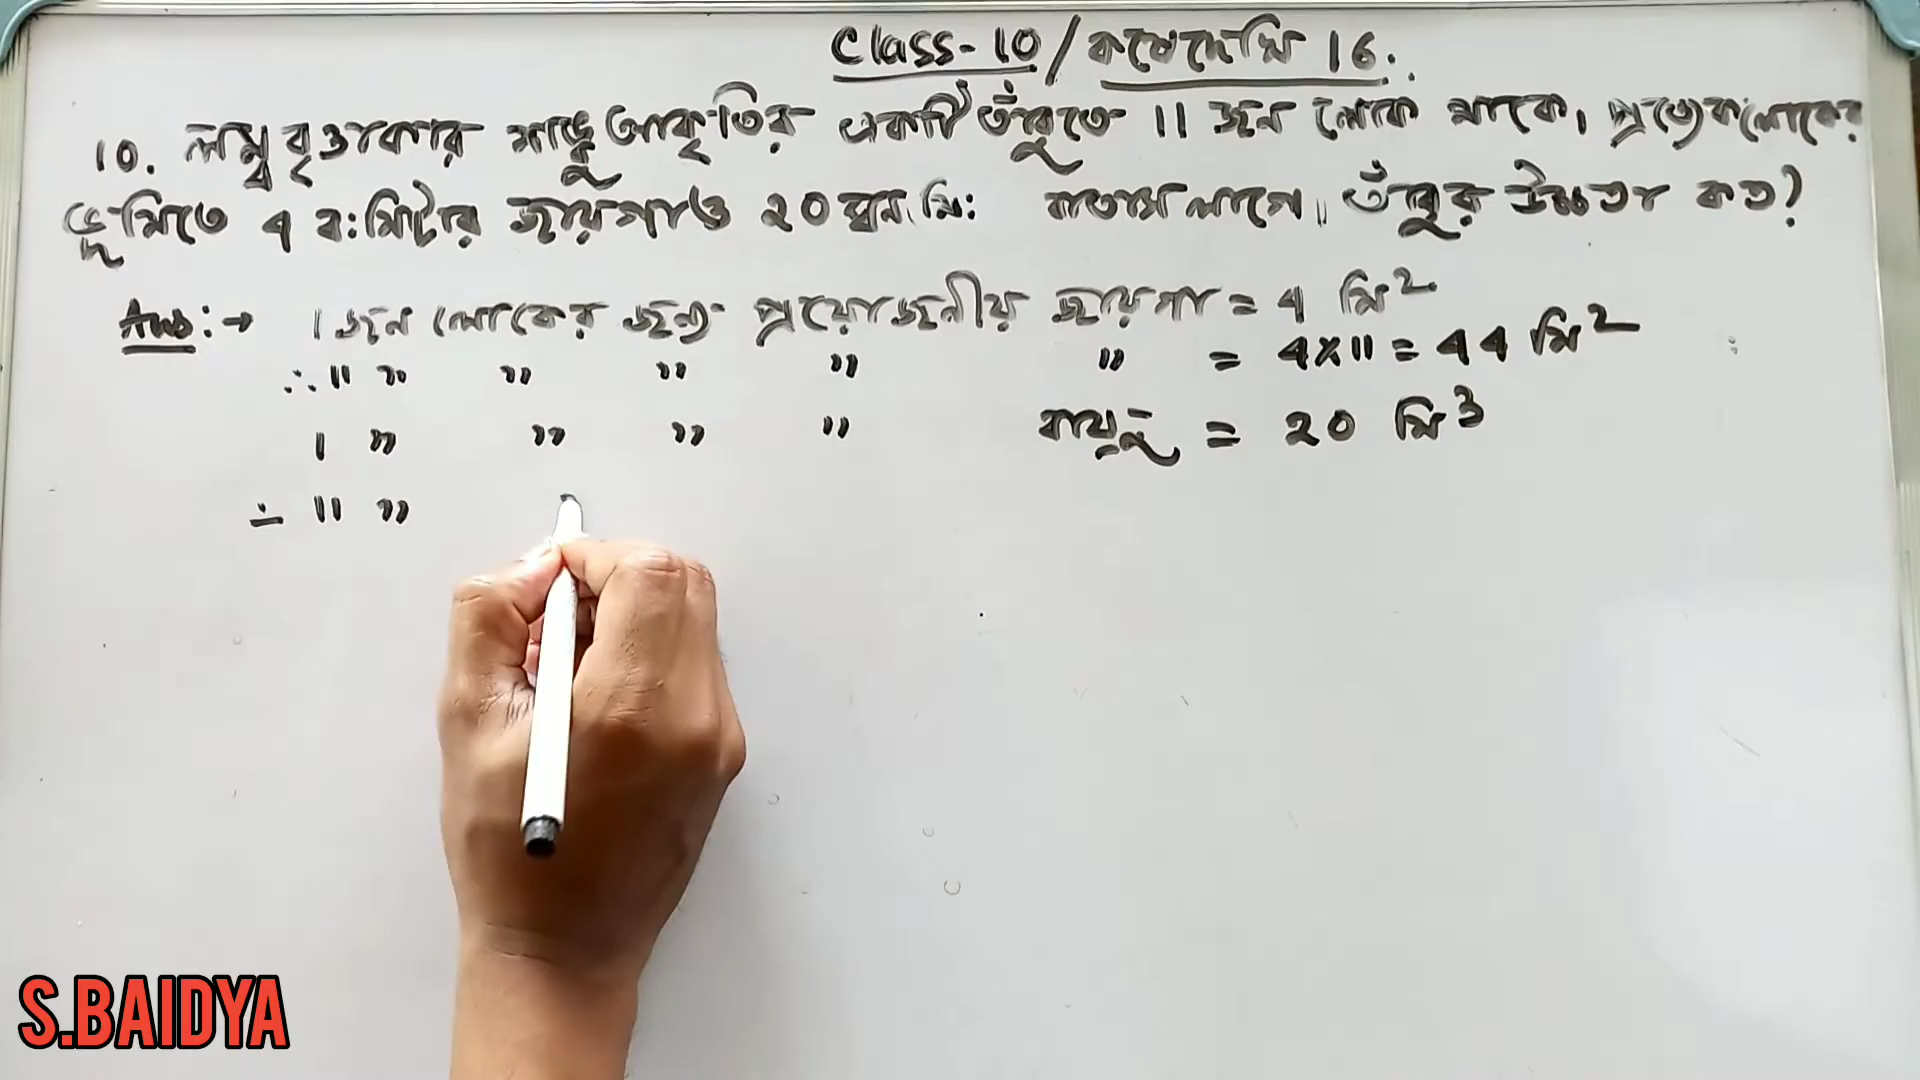 Class-10 / কষে দেখি 16.
10. লম্ব বৃত্তাকার শঙ্কু আকৃতির একটি তাঁবুতে 11 জন লোক থাকে। প্রত্যেক লোকের
ভূমিতে 4 ব: মিটার জায়গা ও 20 ঘন মি: বাতাস লাগে। তাঁবুর উচ্চতা কত?
Ans :→ 1 জন লোকের জন্য প্রয়োজনীয় জায়গা = 4 মি²
∴ 11 " " " " " = 4×11 = 44 মি²
1 " " " " বায়ু = 20 মি³
∴ 11 "
S.BAIDYA